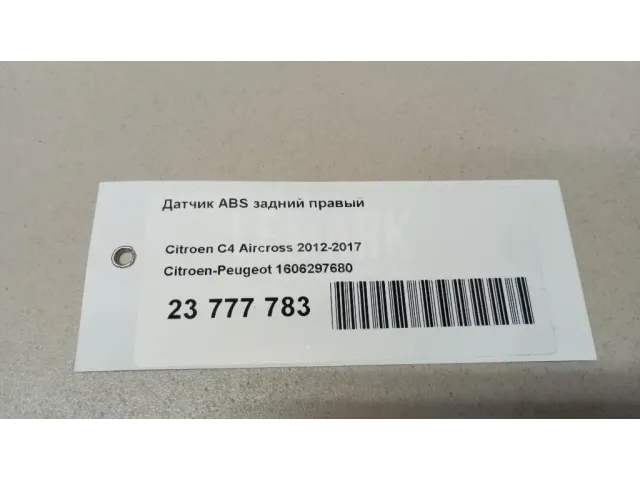 Датчик ABS задний правый
Citroen C4 Aircross 2012-2017
Citroen-Peugeot 1606297680
23 777 783